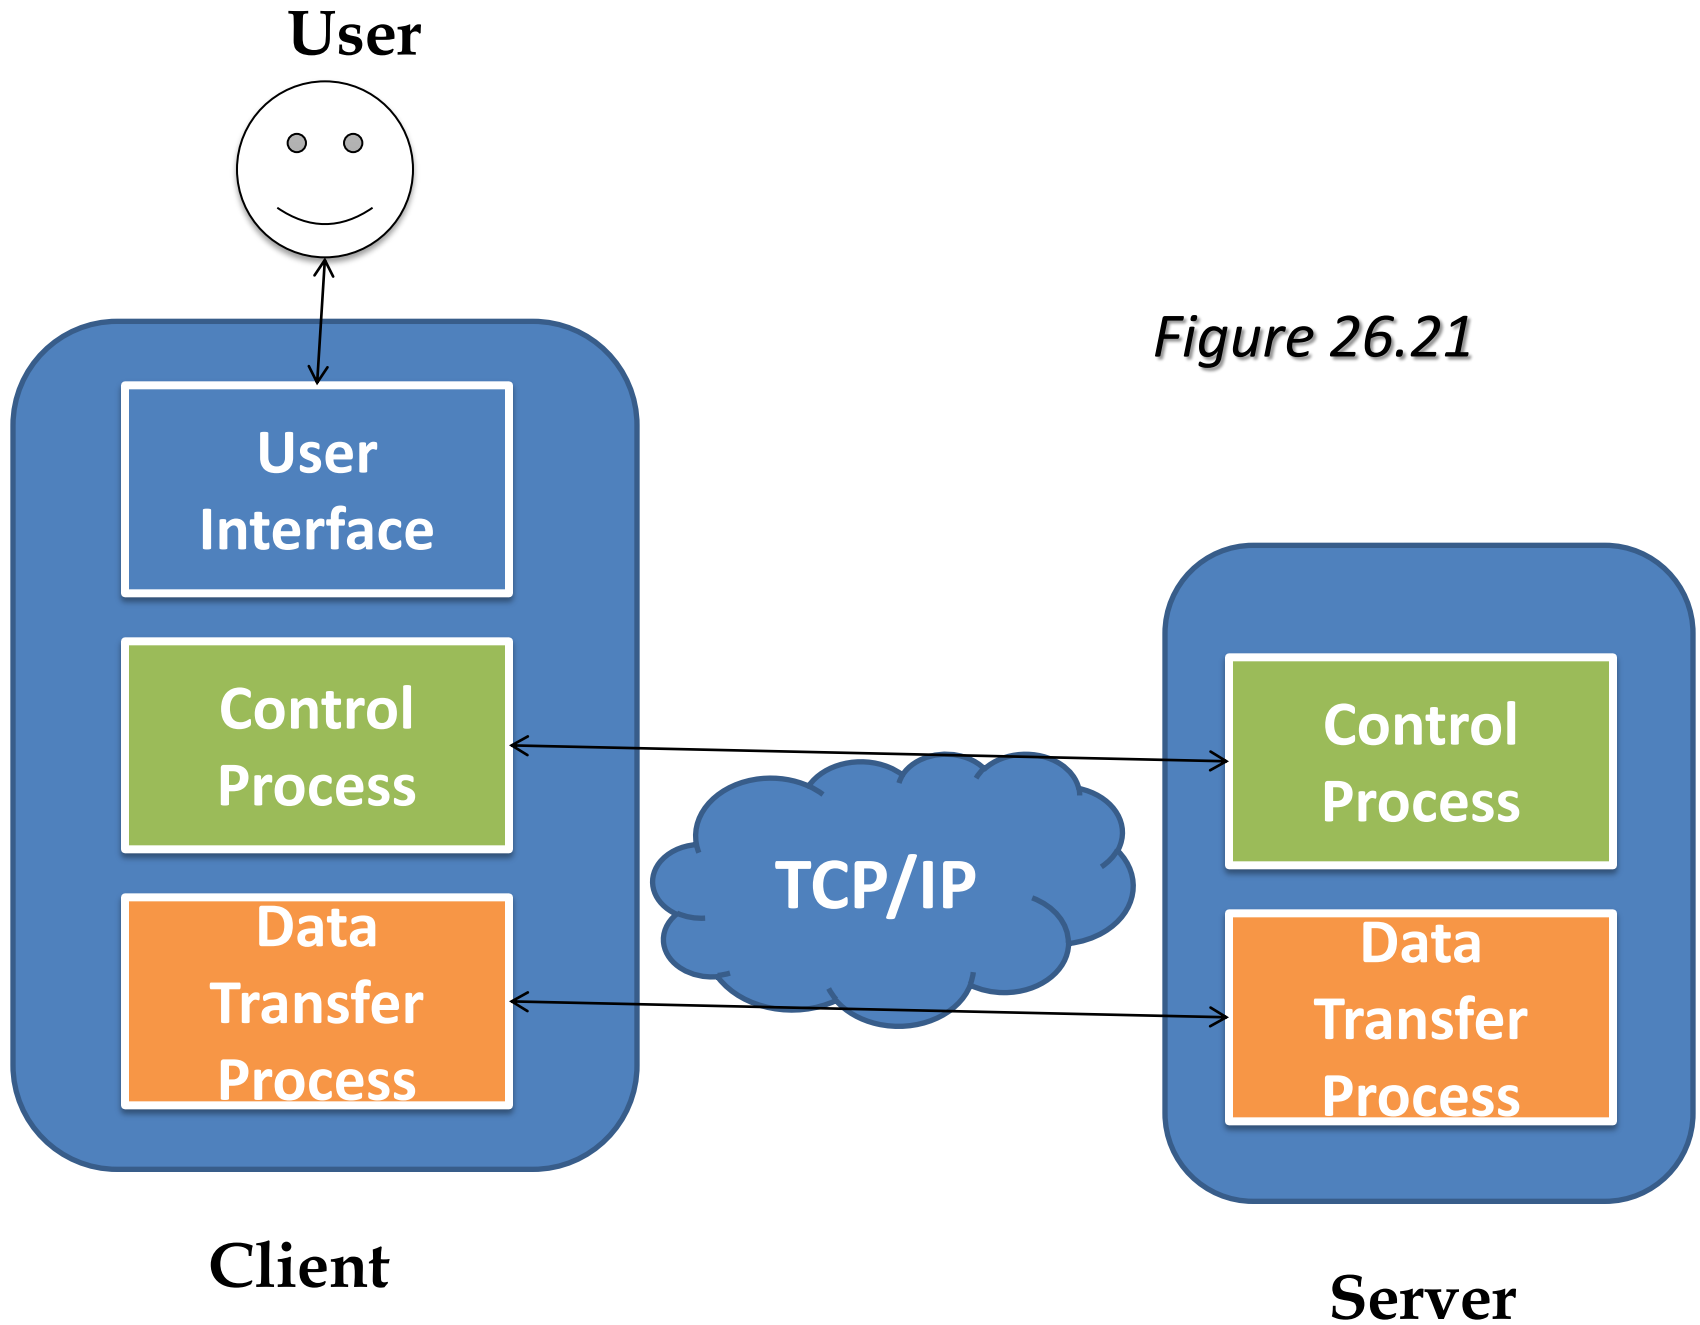 User
Figure 26.21
User
Interface
Control
Process
Data
Transfer
Process
TCP/IP
Control
Process
Data
Transfer
Process
Client
Server